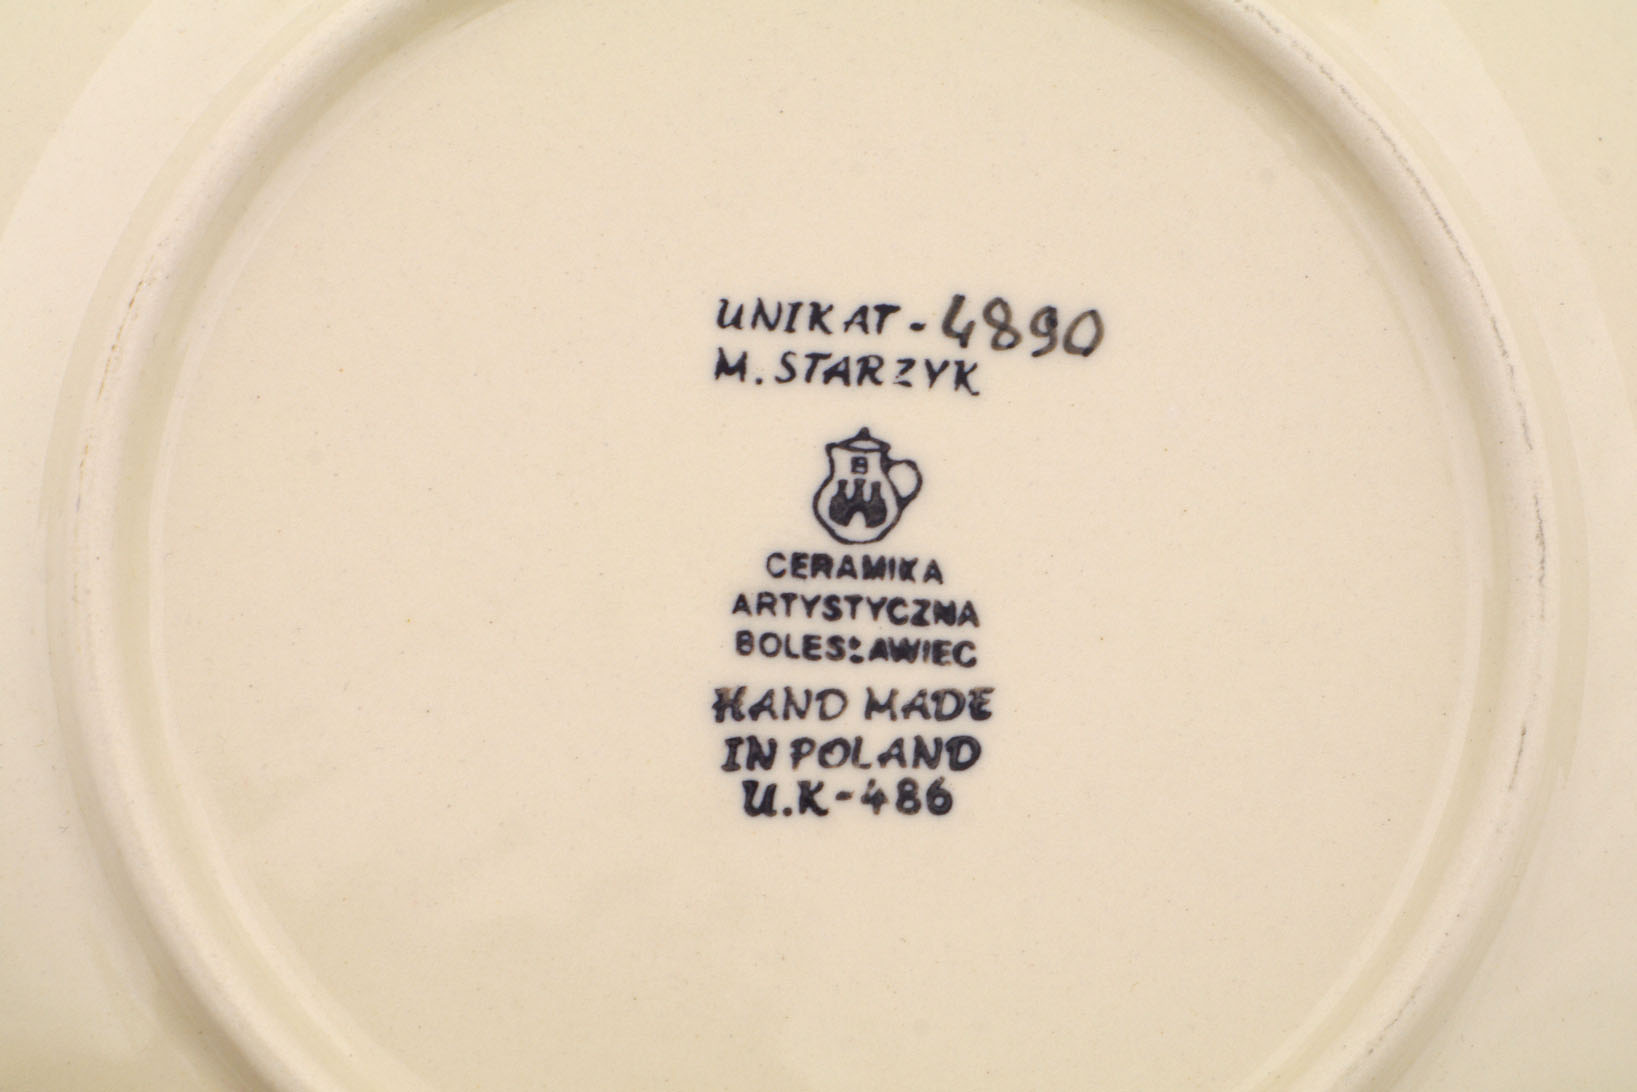 UNIKAT - 4890
M. STARZYK
B
CERAMIKA
ARTYSTYCZNA
BOLESŁAWIEC
HAND MADE
IN POLAND
U.K-486